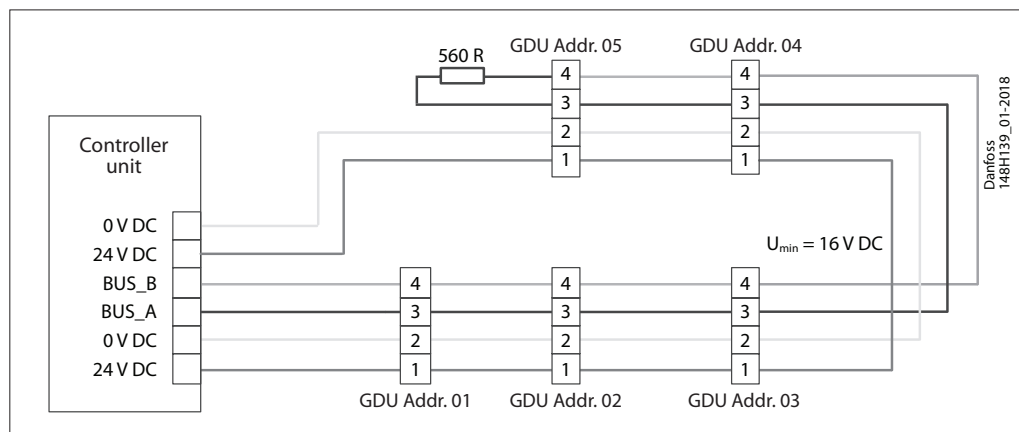 GDU Addr. 05
GDU Addr. 04
560 R
4
4
3
3
2
2
1
1
Danfoss
148H139_01-2018
Controller
unit
0 V DC
24 V DC
BUS_B
BUS_A
0 V DC
24 V DC
Umin = 16 V DC
4
4
4
3
3
3
2
2
2
1
1
1
GDU Addr. 01
GDU Addr. 02
GDU Addr. 03